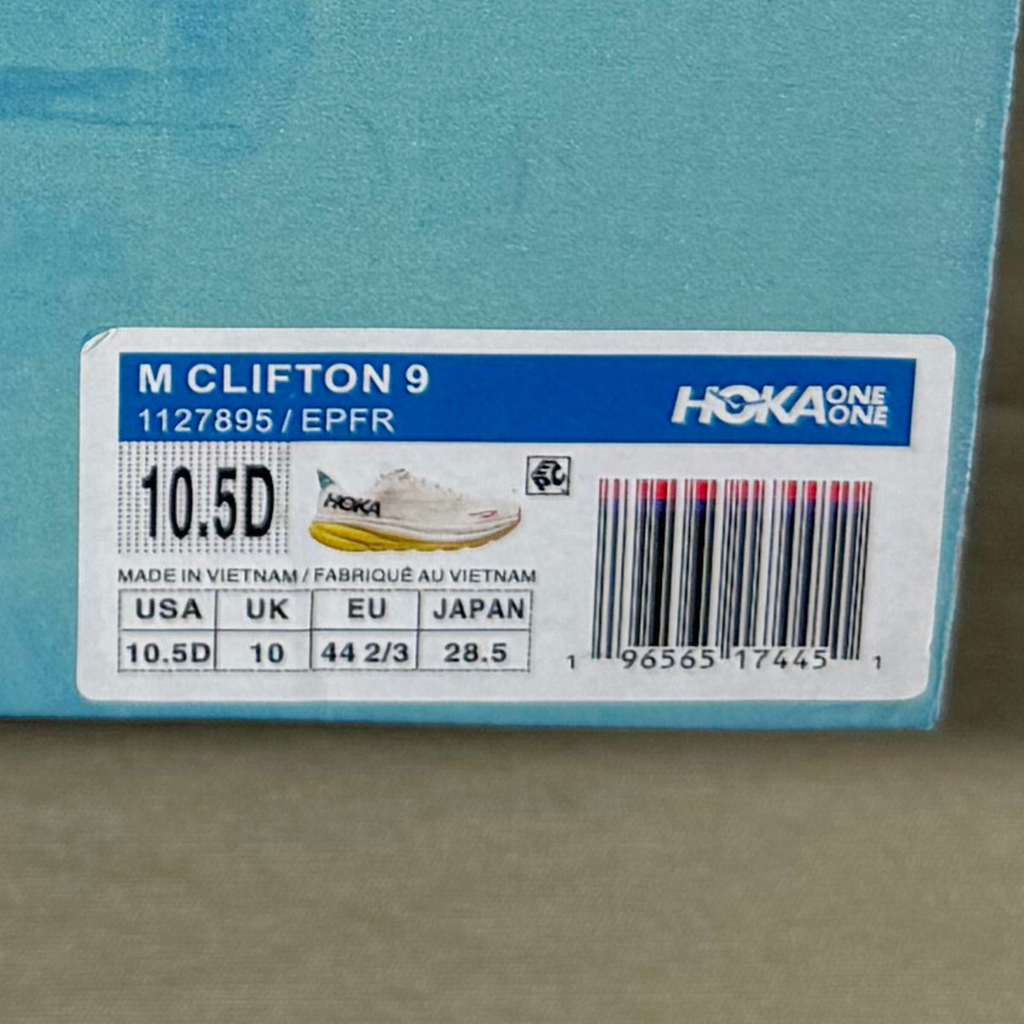 M CLIFTON 9
1127895 / EPFR
HOKA ONE ONE
10.5D
HOKA
MADE IN VIETNAM / FABRIQUÉ AU VIETNAM
USA UK EU JAPAN
10.5D 10 44 2/3 28.5
1 96565 17445 1